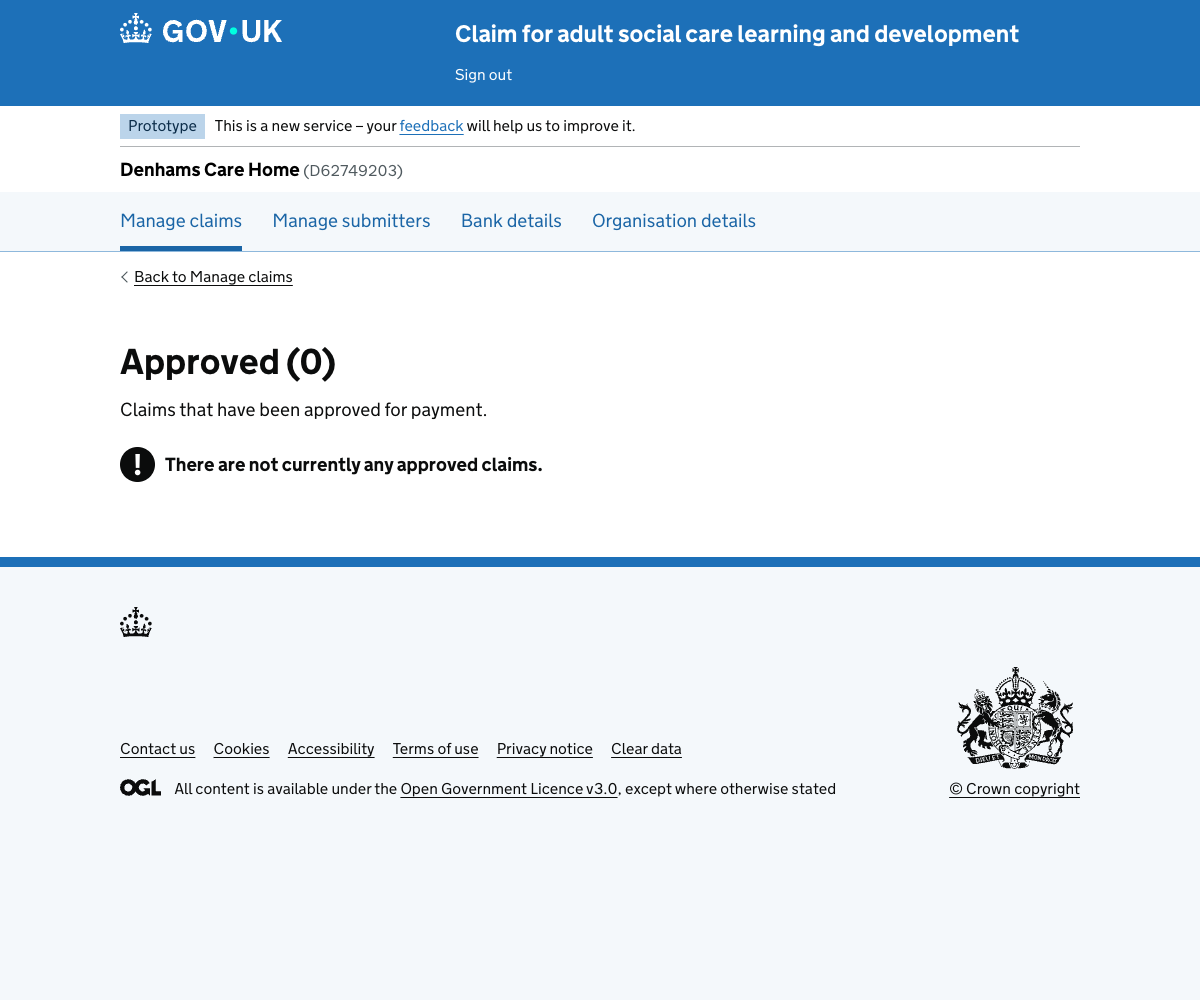 GOV•UK
Claim for adult social care learning and development
Sign out
Prototype This is a new service – your feedback will help us to improve it.
Denhams Care Home (D62749203)
Manage claims Manage submitters Bank details Organisation details
Back to Manage claims
Approved (0)
Claims that have been approved for payment.
! There are not currently any approved claims.
Contact us Cookies Accessibility Terms of use Privacy notice Clear data
OGL All content is available under the Open Government Licence v3.0, except where otherwise stated
© Crown copyright